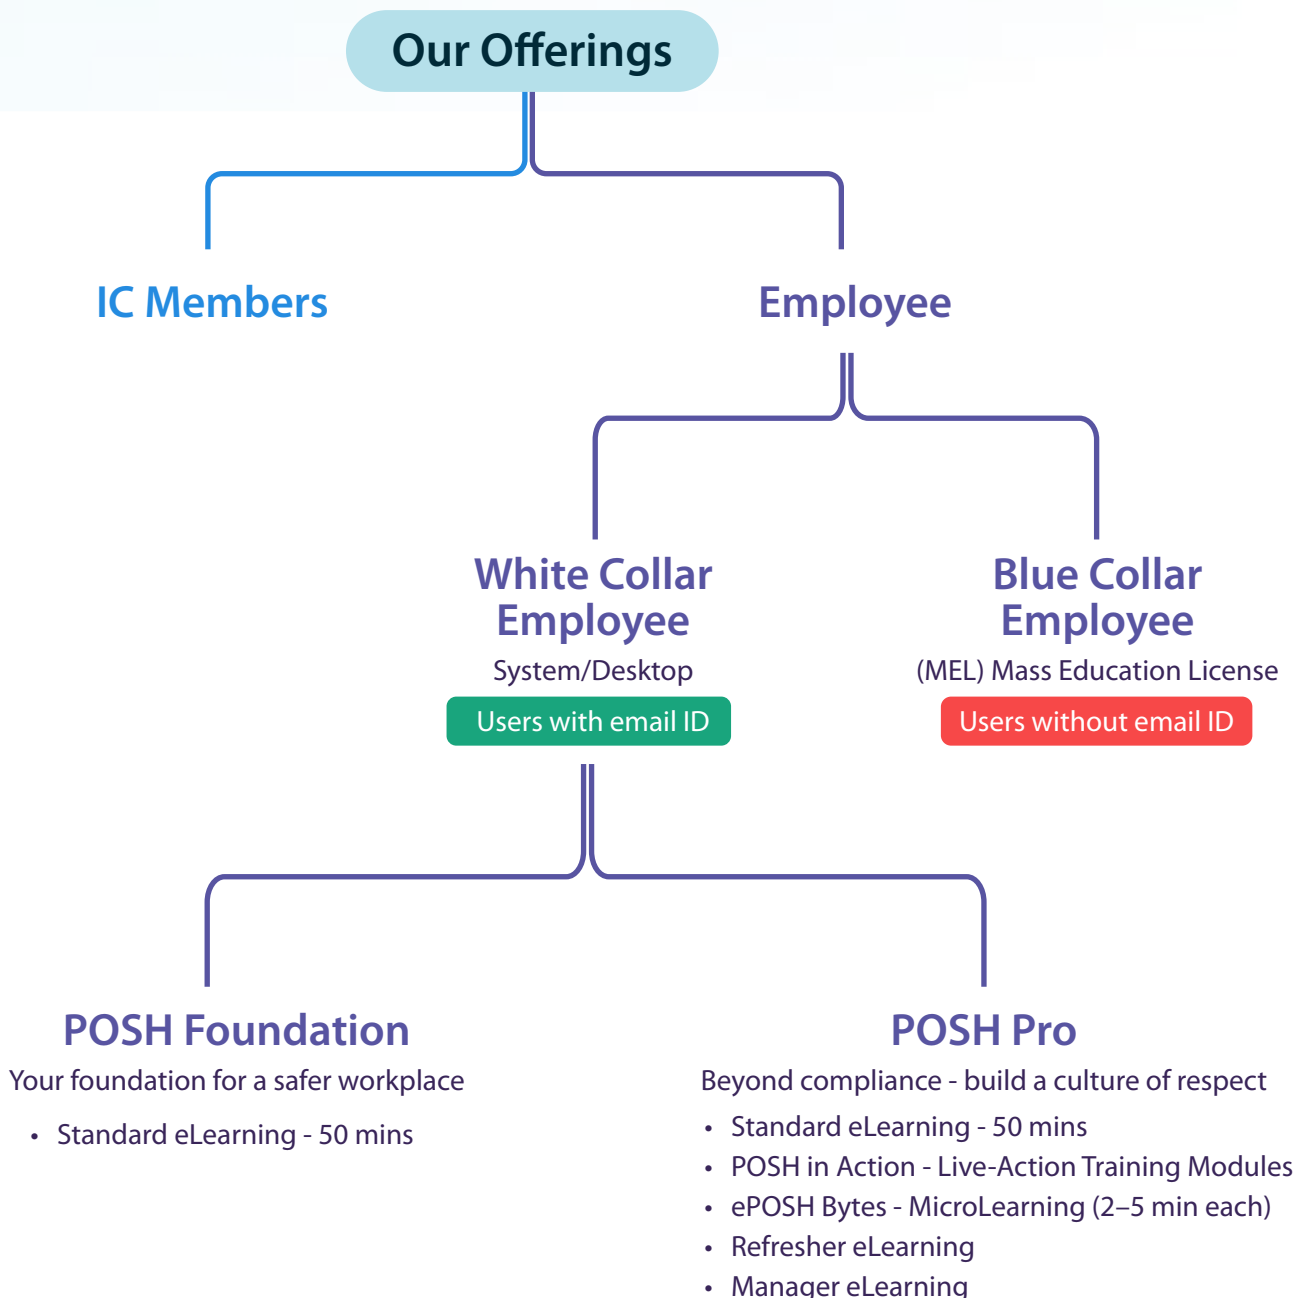 Our Offerings
IC Members
Employee
White Collar
Employee
System/Desktop
Users with email ID
Blue Collar
Employee
(MEL) Mass Education License
Users without email ID
POSH Foundation
Your foundation for a safer workplace
• Standard eLearning - 50 mins
POSH Pro
Beyond compliance - build a culture of respect
• Standard eLearning - 50 mins
• POSH in Action - Live-Action Training Modules
• ePOSH Bytes - MicroLearning (2–5 min each)
• Refresher eLearning
• Manager eLearning